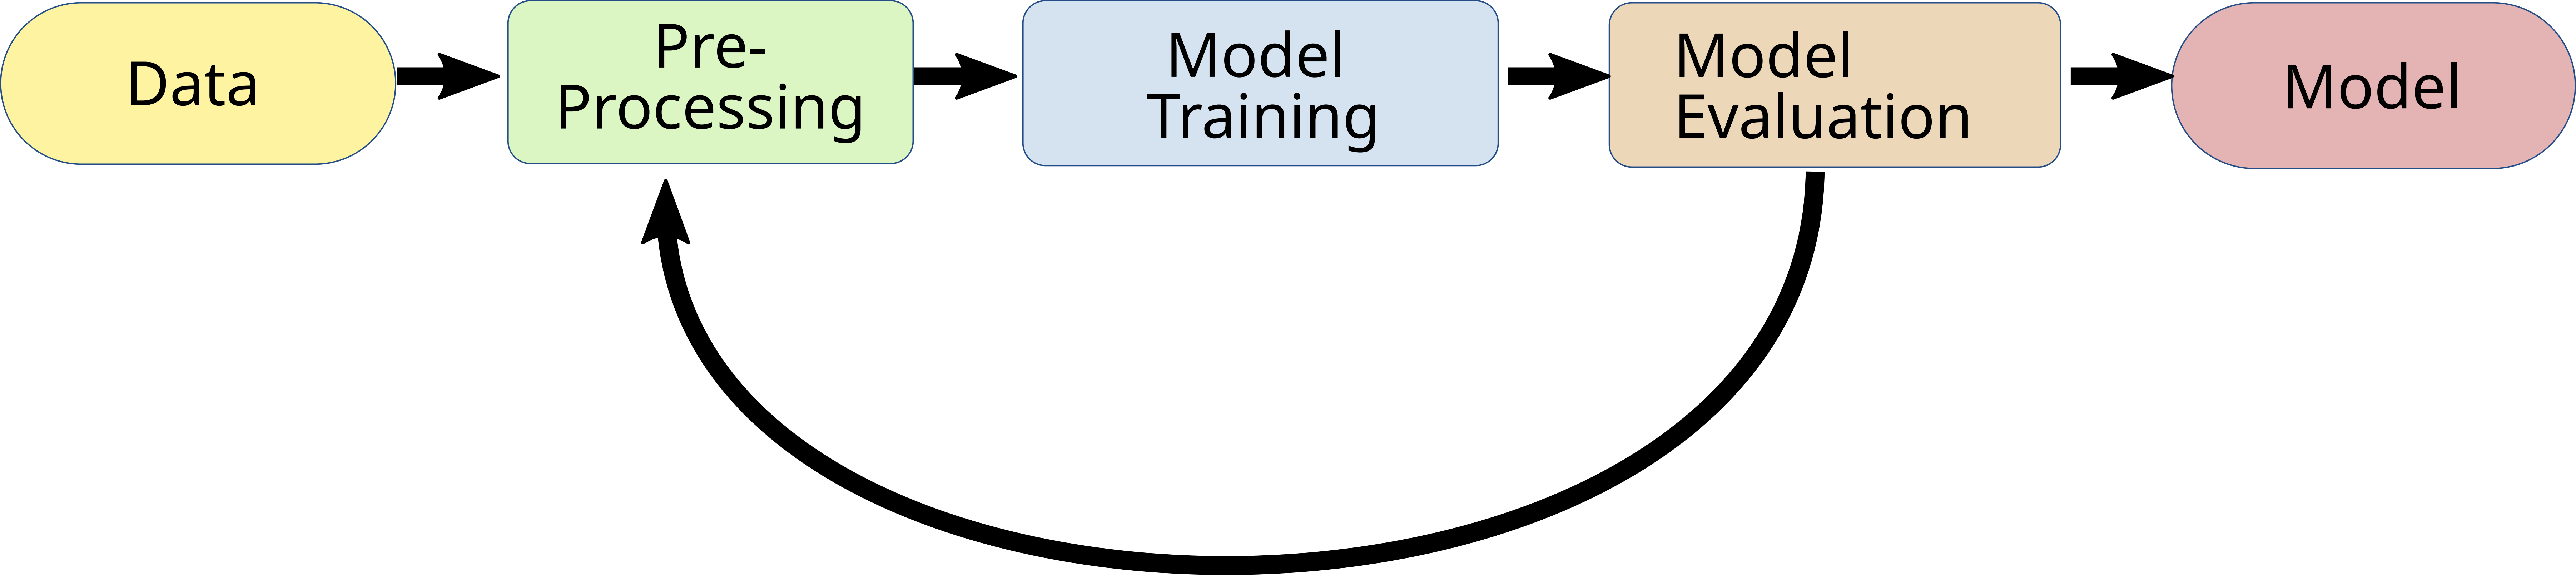 Data
Pre-
Processing
Model
Training
Model
Evaluation
Model